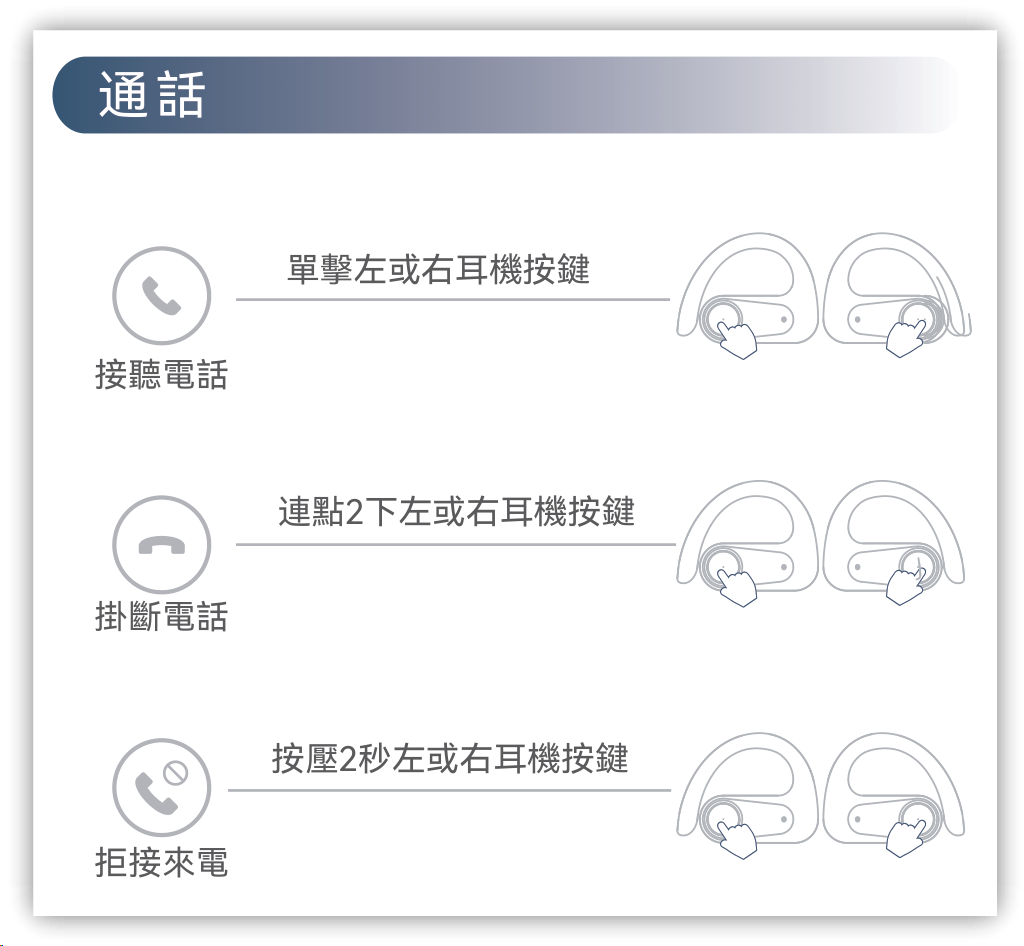 通話
單擊左或右耳機按鍵
接聽電話
連點2下左或右耳機按鍵
掛斷電話
按壓2秒左或右耳機按鍵
拒接來電